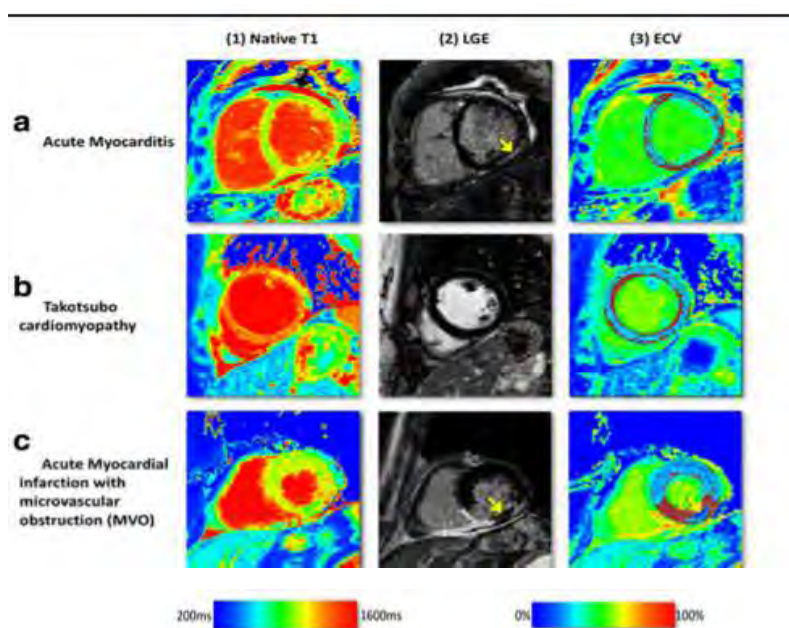 (1) Native T1 (2) LGE (3) ECV
a
Acute Myocarditis
b
Takotsubo
cardiomyopathy
c
Acute Myocardial
infarction with
microvascular
obstruction (MVO)
200ms 1600ms 0% 100%